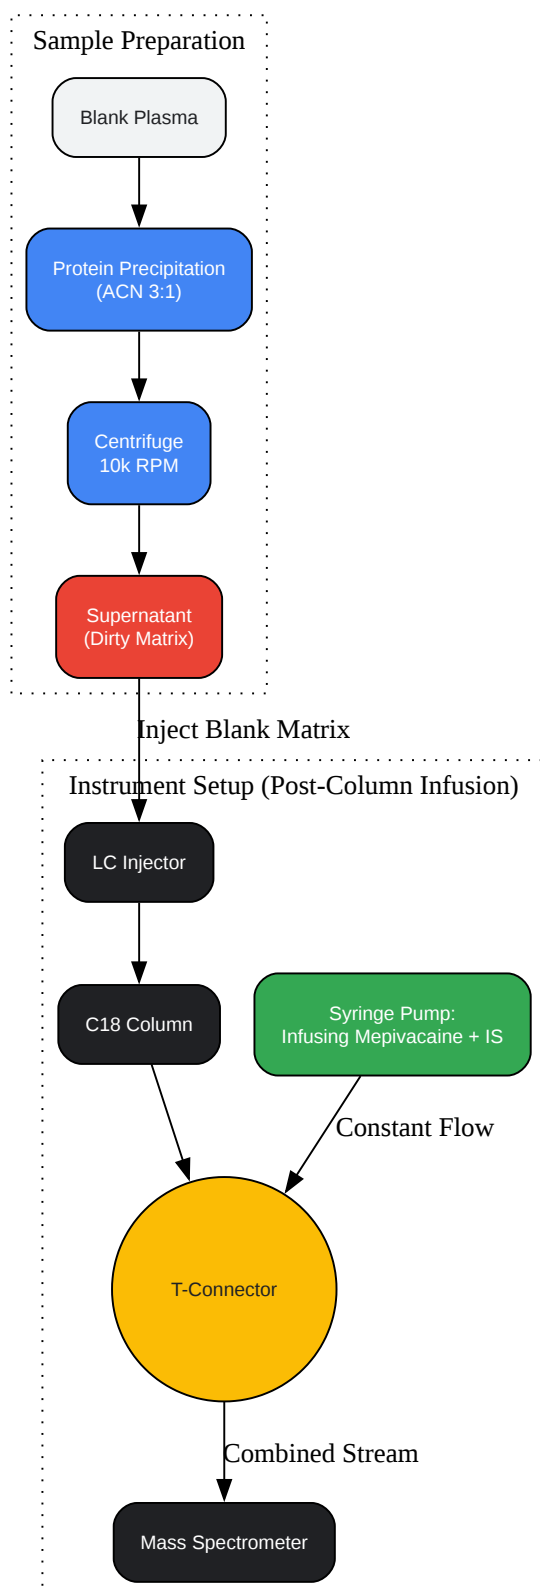 Sample Preparation
Blank Plasma
Protein Precipitation
(ACN 3:1)
Centrifuge
10k RPM
Supernatant
(Dirty Matrix)
Inject Blank Matrix
Instrument Setup (Post-Column Infusion)
LC Injector
C18 Column
Syringe Pump:
Infusing Mepivacaine + IS
Constant Flow
T-Connector
Combined Stream
Mass Spectrometer